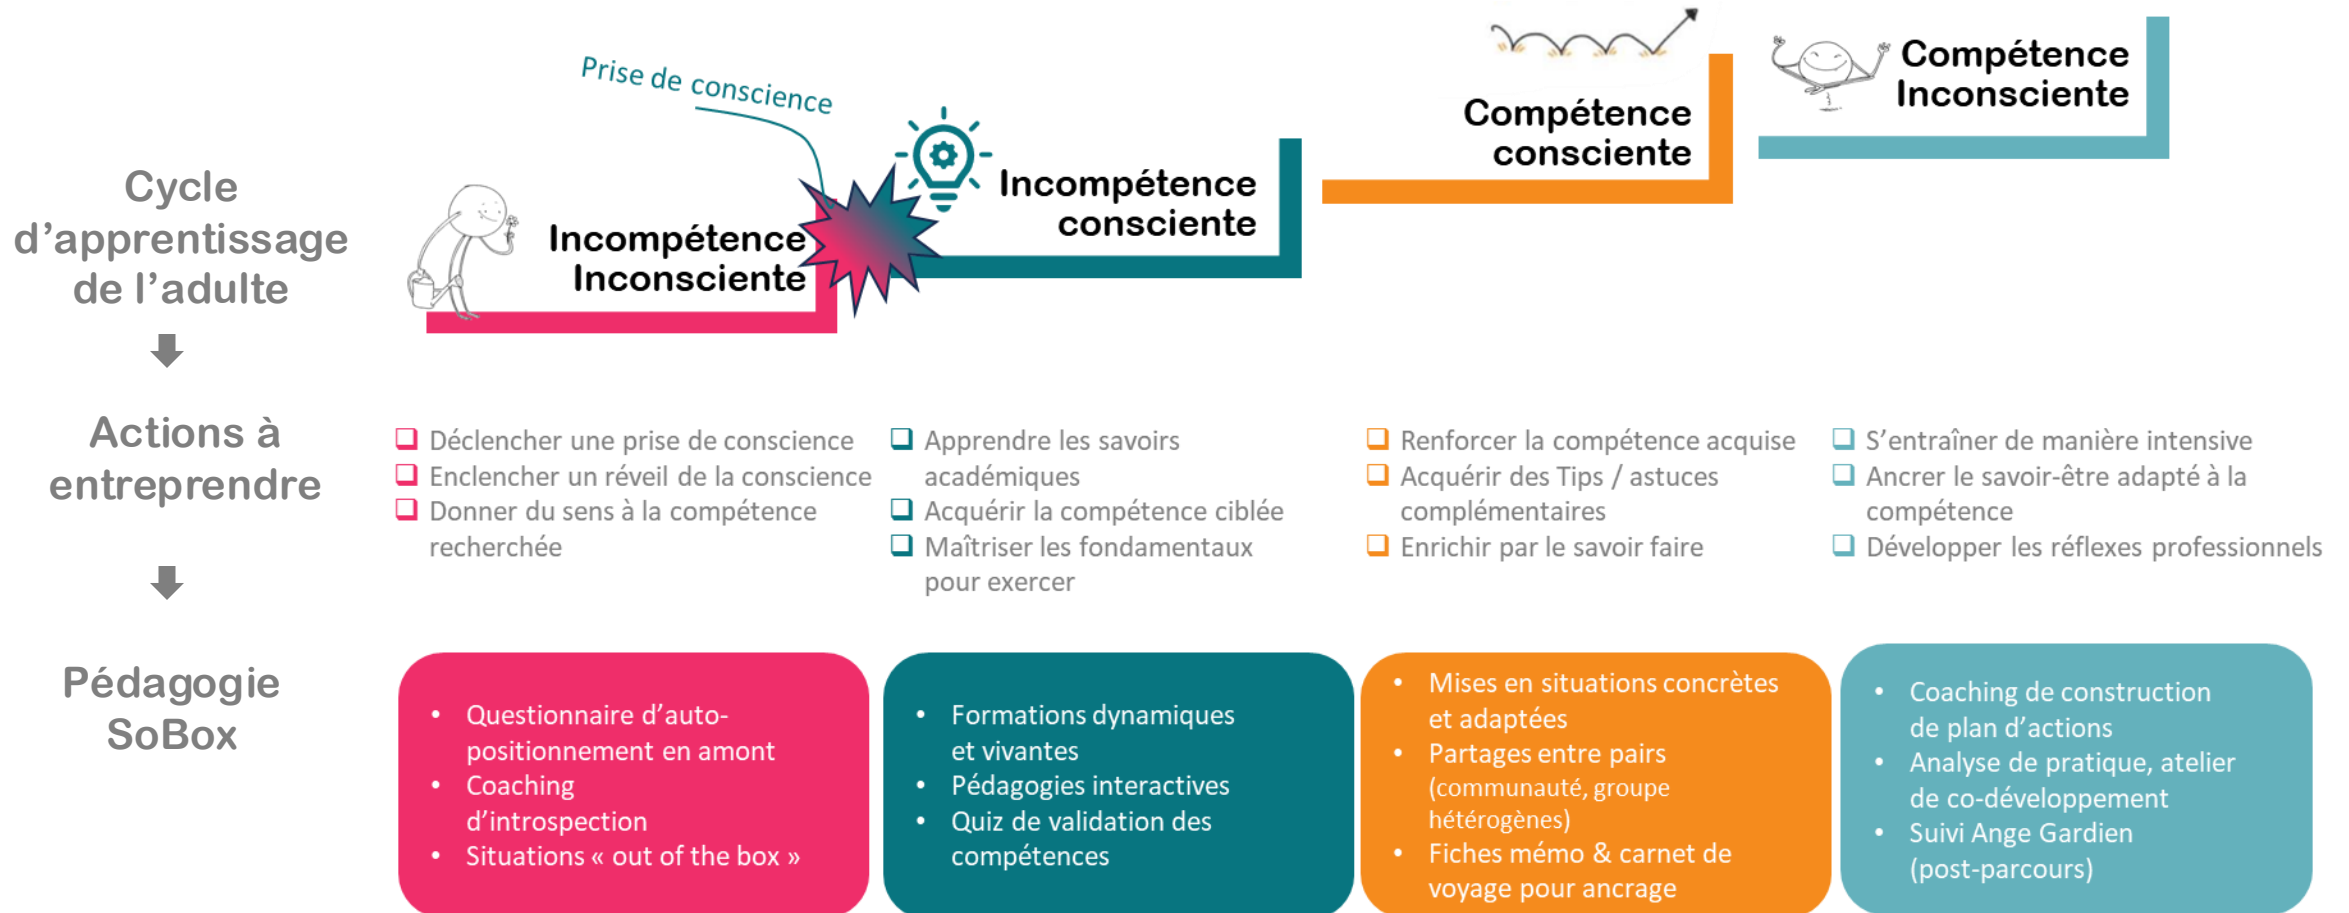 Prise de conscience
Compétence
Inconsciente
Compétence
consciente
Incompétence
consciente
Incompétence
Inconsciente
Cycle
d’apprentissage
de l’adulte
Actions à
entreprendre
Déclencher une prise de conscience
Enclencher un réveil de la conscience
Donner du sens à la compétence
recherchée
Apprendre les savoirs
académiques
Acquérir la compétence ciblée
Maîtriser les fondamentaux
pour exercer
Renforcer la compétence acquise
Acquérir des Tips / astuces
complémentaires
Enrichir par le savoir faire
S’entraîner de manière intensive
Ancrer le savoir-être adapté à la
compétence
Développer les réflexes professionnels
Pédagogie
SoBox
• Questionnaire d’auto-
positionnement en amont
• Coaching
d’introspection
• Situations « out of the box »
• Formations dynamiques
et vivantes
• Pédagogies interactives
• Quiz de validation des
compétences
• Mises en situations concrètes
et adaptées
• Partages entre pairs
(communauté, groupe
hétérogènes)
• Fiches mémo & carnet de
voyage pour ancrage
• Coaching de construction
de plan d’actions
• Analyse de pratique, atelier
de co-développement
• Suivi Ange Gardien
(post-parcours)